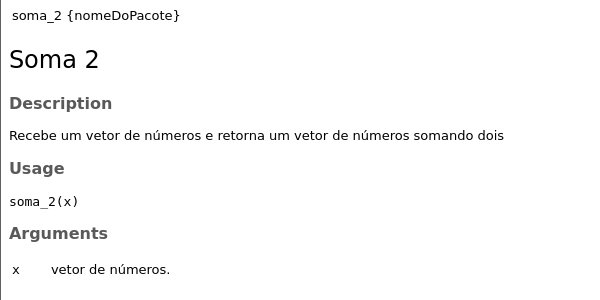 soma_2 {nomeDoPacote}
Soma 2
Description
Recebe um vetor de números e retorna um vetor de números somando dois
Usage
soma_2(x)
Arguments
x vetor de números.